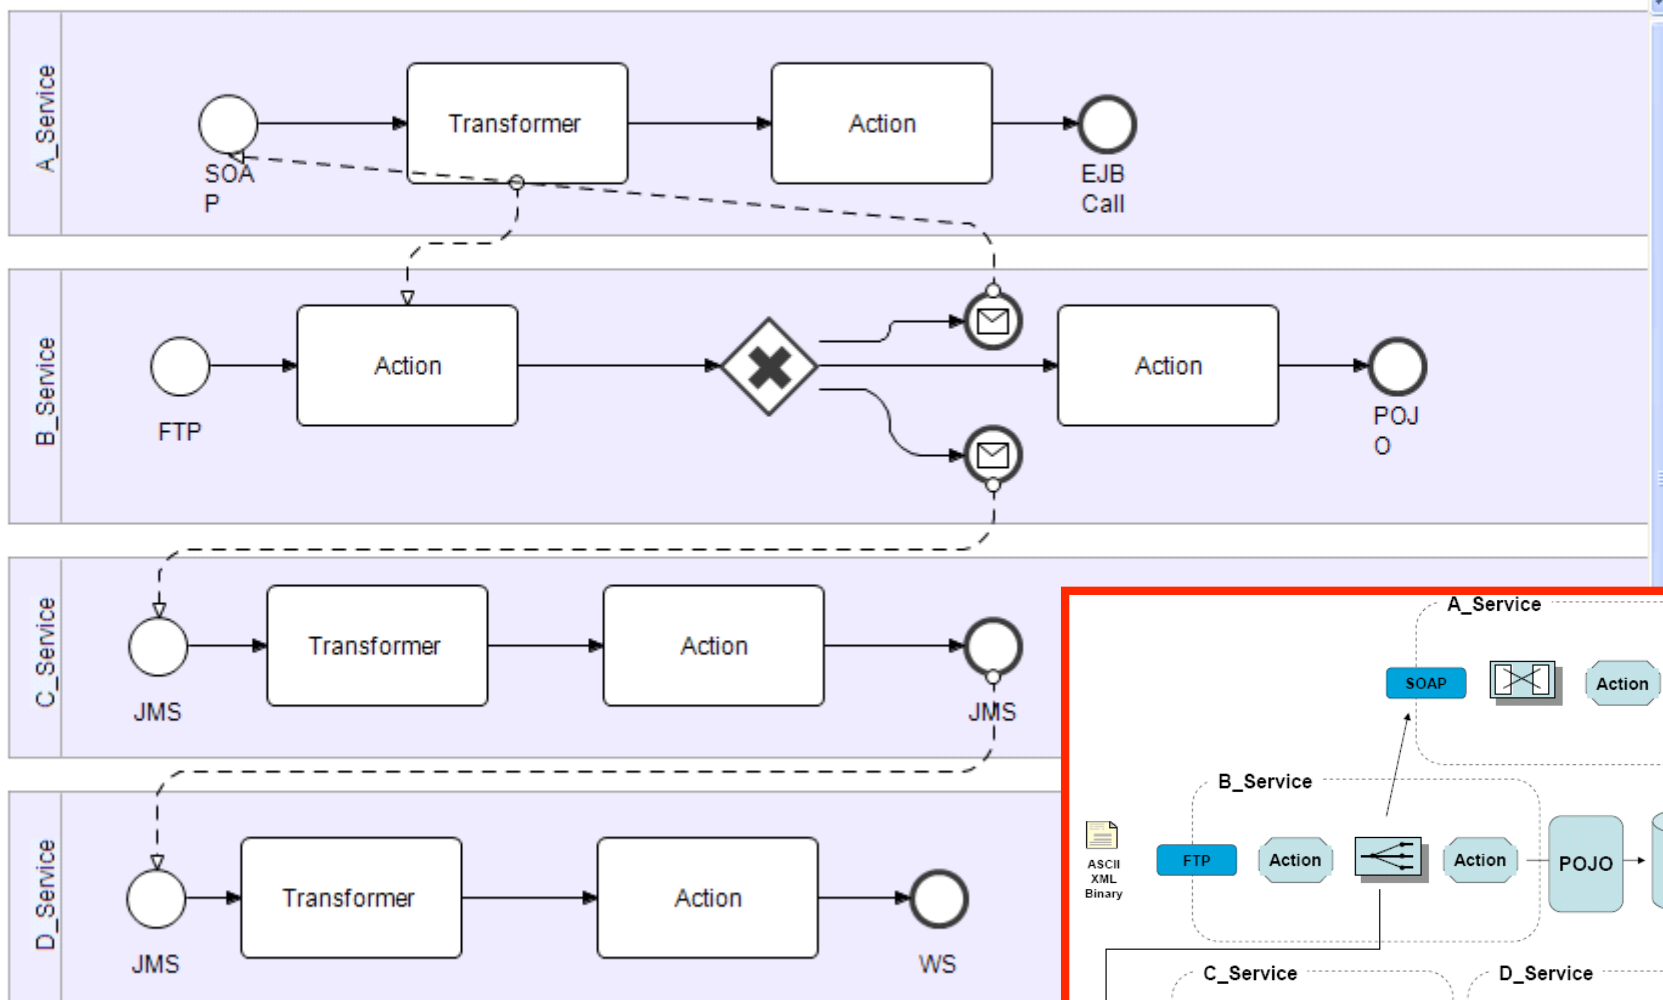 A_Service
Transformer
Action
SOA
P
EJB
Call
B_Service
Action
Action
FTP
POJ
O
C_Service
Transformer
Action
JMS
JMS
D_Service
Transformer
Action
JMS
WS
A_Service
SOAP
Action
B_Service
ASCII
XML
Binary
FTP
Action
Action
POJO
C_Service
D_Service